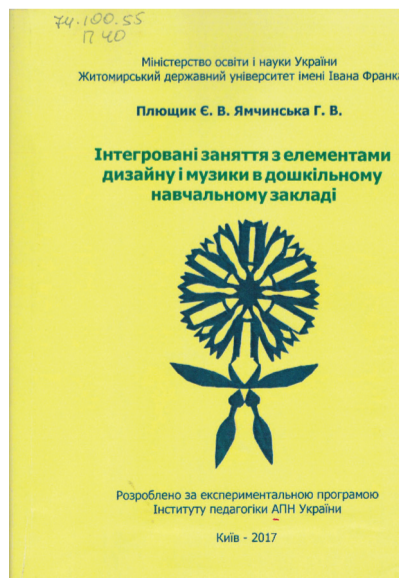 74.100.55
П 40
Міністерство освіти і науки України
Житомирський державний університет імені Івана Франка
Плющик Є. В. Ямчинська Г. В.
Інтегровані заняття з елементами
дизайну і музики в дошкільному
навчальному закладі
Розроблено за експериментальною програмою
Інституту педагогіки АПН України
Київ - 2017